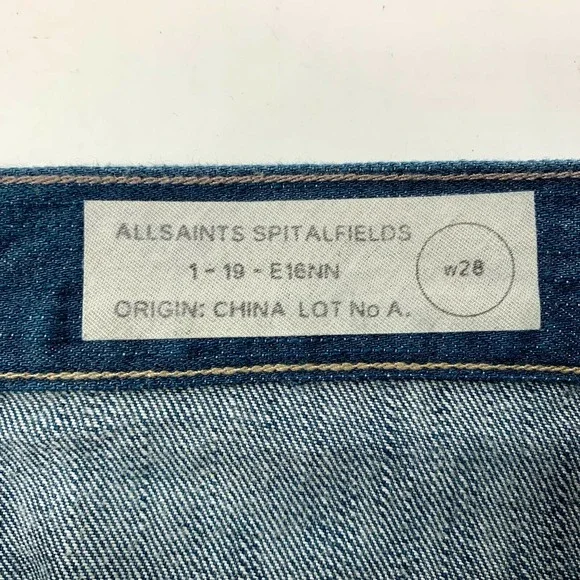 ALLSAINTS SPITALFIELDS
1 - 19 - E16NN
w28
ORIGIN: CHINA LOT No A.